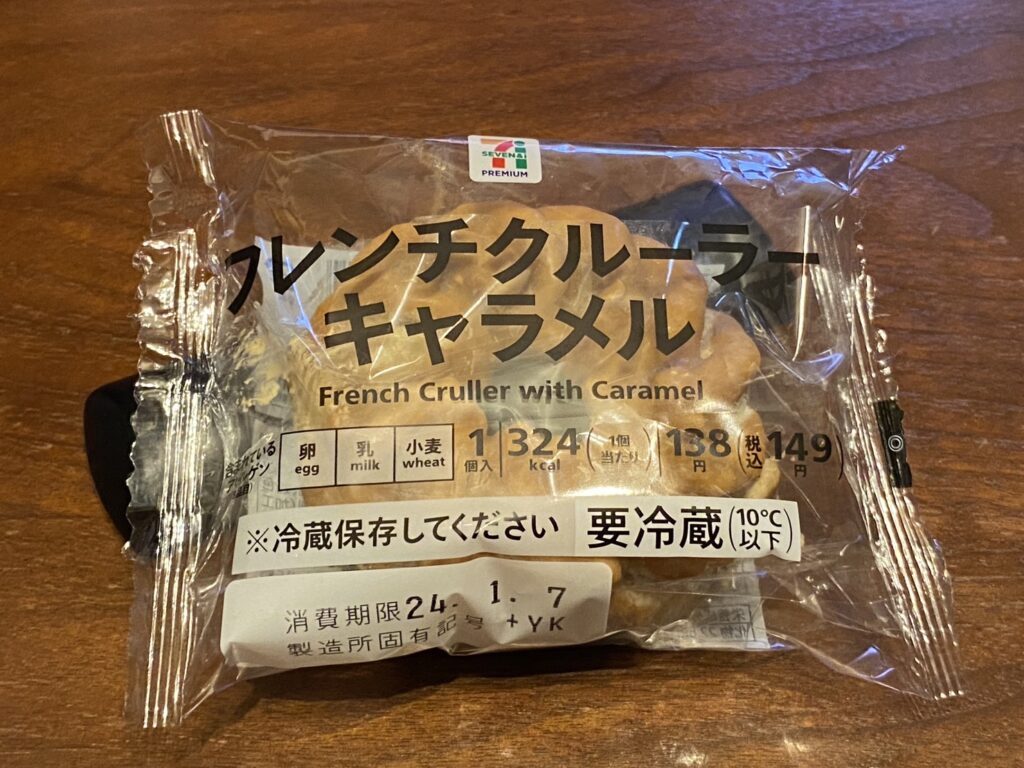 SEVEN&i
PREMIUM
フレンチクルーラー
キャラメル
French Cruller with Caramel
卵 乳 小麦 1 324 1個 138 税 149
egg milk wheat 個入 kcal 当たり 円 込 円
※冷蔵保存してください 要冷蔵 (10℃以下)
消費期限24. 1. 7
製造所固有記号 +YK